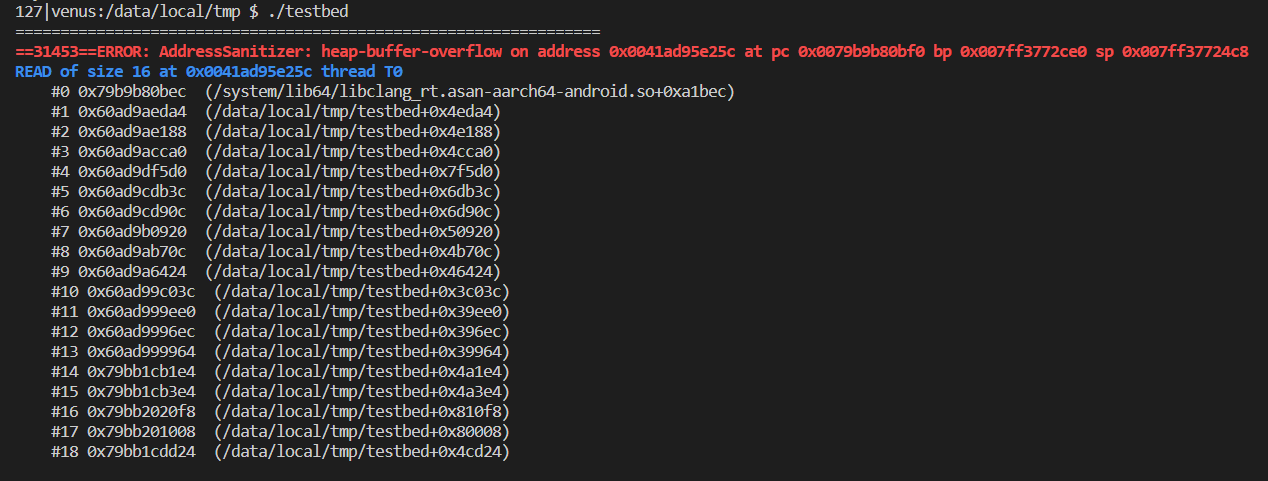 127|venus:/data/local/tmp $ ./testbed
=================================================================
==31453==ERROR: AddressSanitizer: heap-buffer-overflow on address 0x0041ad95e25c at pc 0x0079b9b80bf0 bp 0x007ff3772ce0 sp 0x007ff37724c8
READ of size 16 at 0x0041ad95e25c thread T0
    #0 0x79b9b80bec  (/system/lib64/libclang_rt.asan-aarch64-android.so+0xa1bec)
    #1 0x60ad9aeda4  (/data/local/tmp/testbed+0x4eda4)
    #2 0x60ad9ae188  (/data/local/tmp/testbed+0x4e188)
    #3 0x60ad9acca0  (/data/local/tmp/testbed+0x4cca0)
    #4 0x60ad9df5d0  (/data/local/tmp/testbed+0x7f5d0)
    #5 0x60ad9cdb3c  (/data/local/tmp/testbed+0x6db3c)
    #6 0x60ad9cd90c  (/data/local/tmp/testbed+0x6d90c)
    #7 0x60ad9b0920  (/data/local/tmp/testbed+0x50920)
    #8 0x60ad9ab70c  (/data/local/tmp/testbed+0x4b70c)
    #9 0x60ad9a6424  (/data/local/tmp/testbed+0x46424)
    #10 0x60ad99c03c  (/data/local/tmp/testbed+0x3c03c)
    #11 0x60ad999ee0  (/data/local/tmp/testbed+0x39ee0)
    #12 0x60ad9996ec  (/data/local/tmp/testbed+0x396ec)
    #13 0x60ad999964  (/data/local/tmp/testbed+0x39964)
    #14 0x79bb1cb1e4  (/data/local/tmp/testbed+0x4a1e4)
    #15 0x79bb1cb3e4  (/data/local/tmp/testbed+0x4a3e4)
    #16 0x79bb2020f8  (/data/local/tmp/testbed+0x810f8)
    #17 0x79bb201008  (/data/local/tmp/testbed+0x80008)
    #18 0x79bb1cdd24  (/data/local/tmp/testbed+0x4cd24)